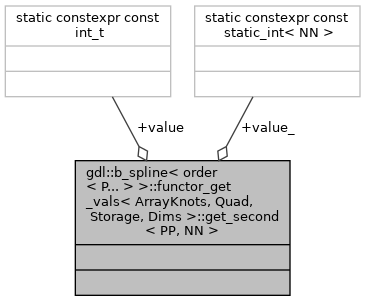 static constexpr const
int_t
static constexpr const
static_int< NN >
+value
+value_
gdl::b_spline< order
< P... > >::functor_get
_vals< ArrayKnots, Quad,
Storage, Dims >::get_second
< PP, NN >